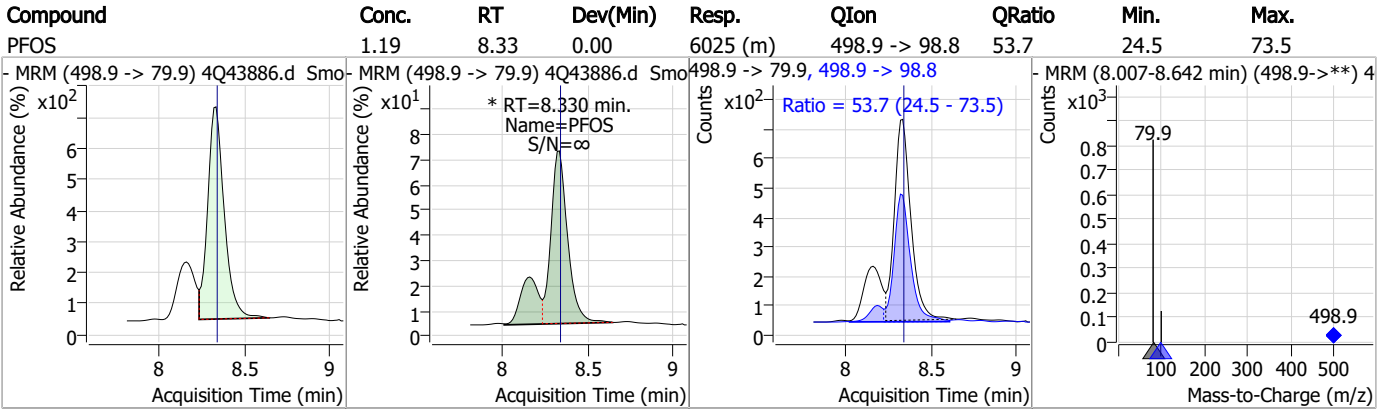 Compound Conc. RT Dev(Min) Resp. QIon QRatio Min. Max.
PFOS 1.19 8.33 0.00 6025 (m) 498.9 -> 98.8 53.7 24.5 73.5
- MRM (498.9 -> 79.9) 4Q43886.d Smo
x10²
Relative Abundance (%)
6
5
4
3
2
1
0
8 8.5 9
Acquisition Time (min)
- MRM (498.9 -> 79.9) 4Q43886.d Smo
x10¹
* RT=8.330 min.
Name=PFOS
S/N=∞
Relative Abundance (%)
8
7
6
5
4
3
2
1
0
8 8.5 9
Acquisition Time (min)
498.9 -> 79.9, 498.9 -> 98.8
x10²
Ratio = 53.7 (24.5 - 73.5)
Counts
6
5
4
3
2
1
0
8 8.5 9
Acquisition Time (min)
- MRM (8.007-8.642 min) (498.9->**) 4
x10³
Counts
79.9
0.8
0.7
0.6
0.5
0.4
0.3
0.2
0.1
0
498.9
100 200 300 400 500
Mass-to-Charge (m/z)